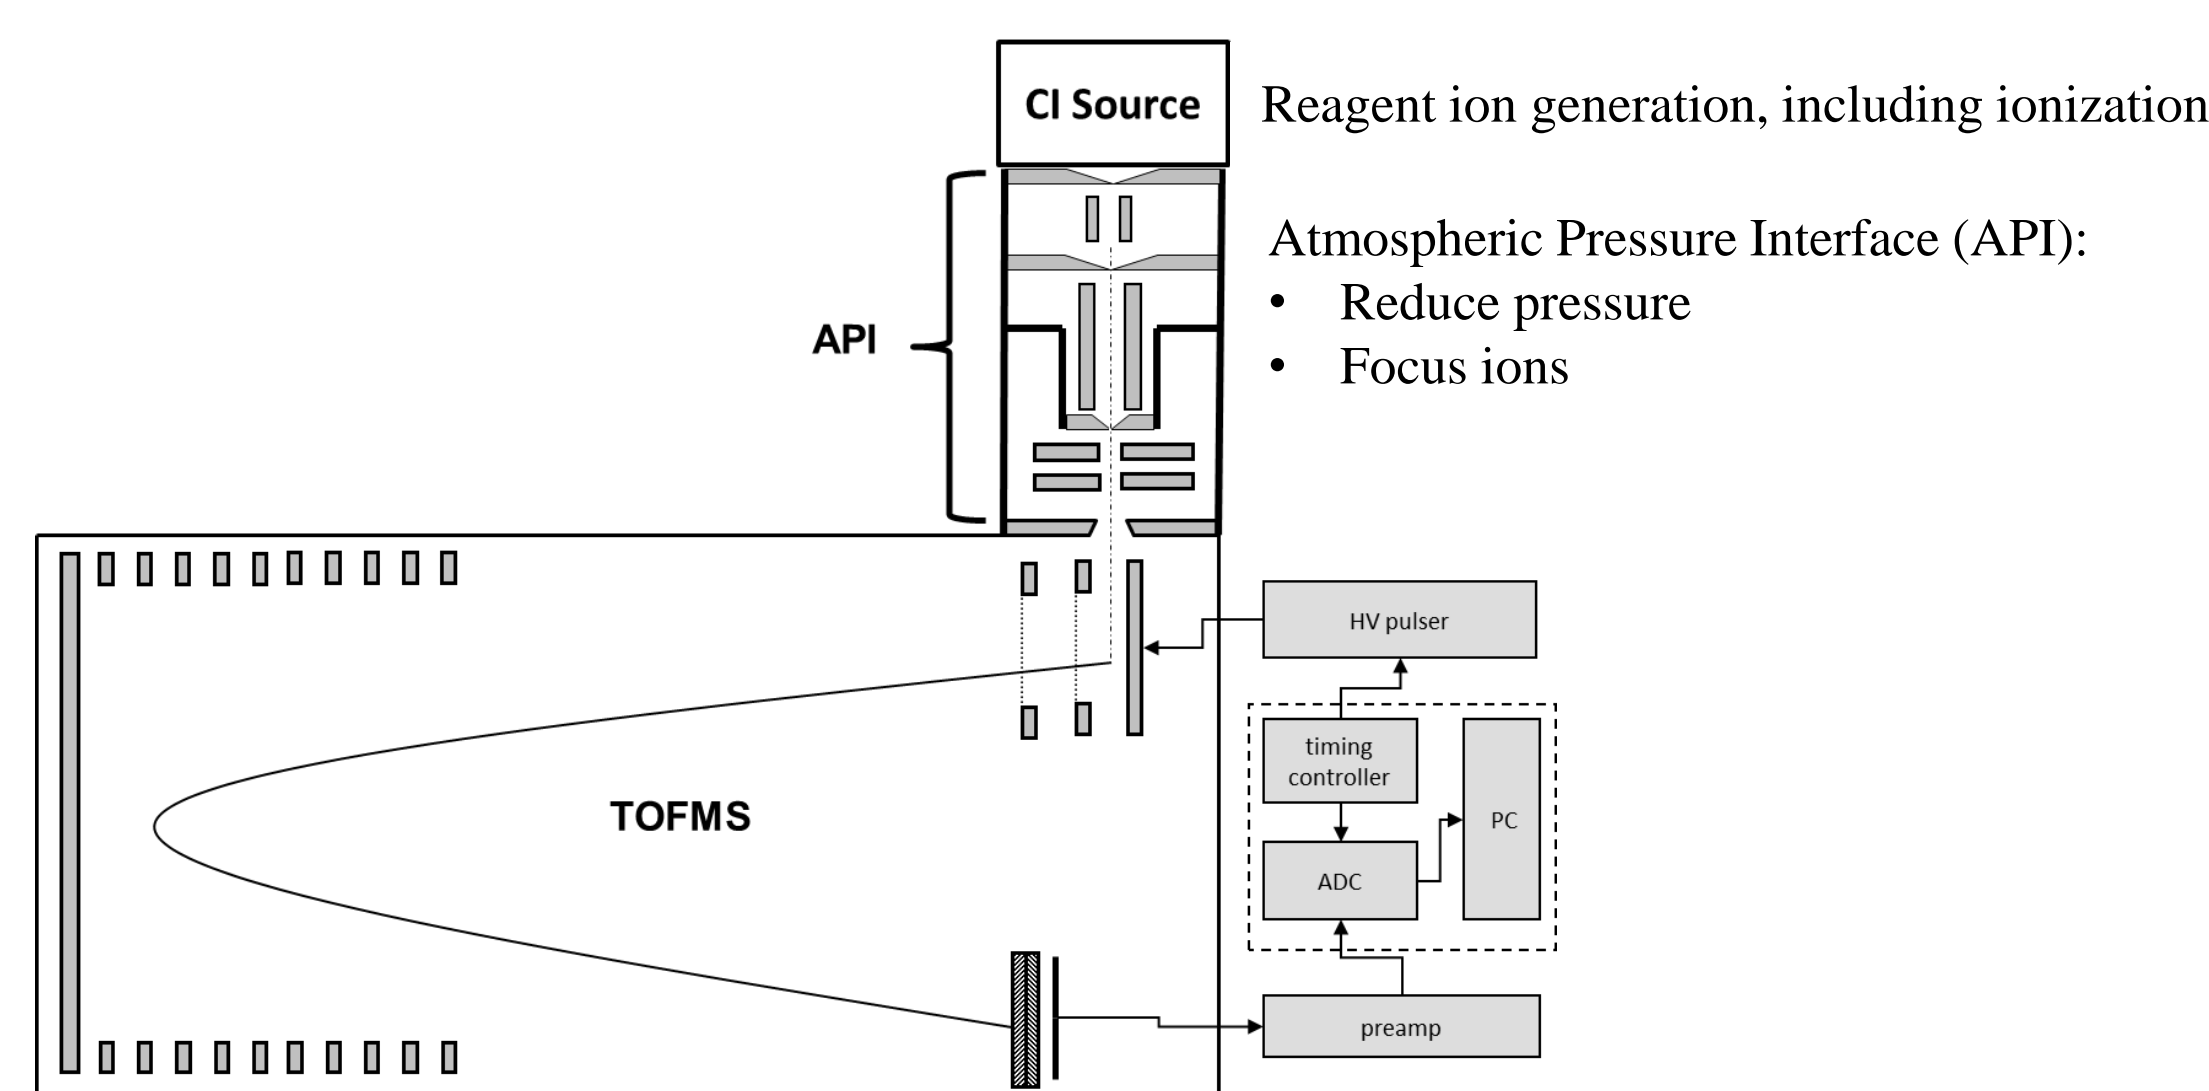 CI Source
Reagent ion generation, including ionization
Atmospheric Pressure Interface (API):
• Reduce pressure
• Focus ions
API
TOFMS
HV pulser
timing
controller
PC
ADC
preamp